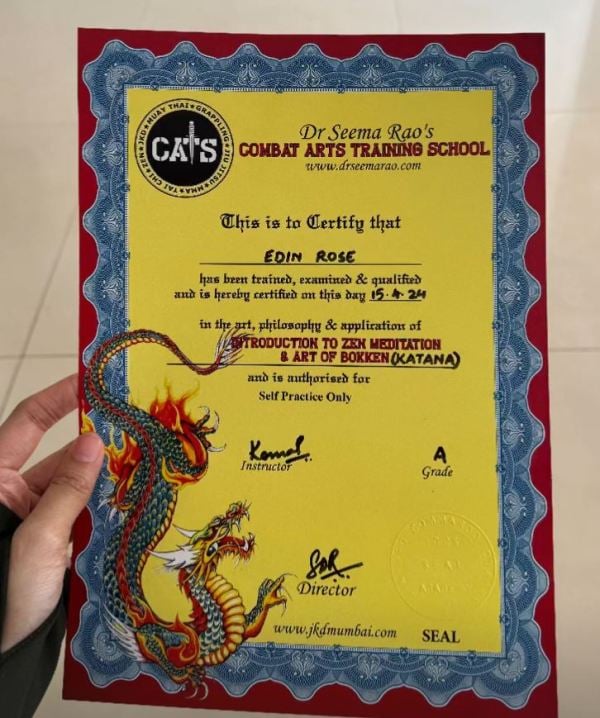 JKD★MUAY THAI★GRAPPLING★JIU JITSU★MMA★TAI CHI★ZEN★
CATS
Dr Seema Rao's
COMBAT ARTS TRAINING SCHOOL
www.drseemarao.com
This is to Certify that
EDIN ROSE
has been trained, examined & qualified
and is hereby certified on this day 15.4.24
in the art, philosophy & application of
INTRODUCTION TO ZEN MEDITATION
& ART OF BOKKEN (KATANA)
and is authorised for
Self Practice Only
Instructor
A
Grade
Director
www.jkdmumbai.com
SEAL